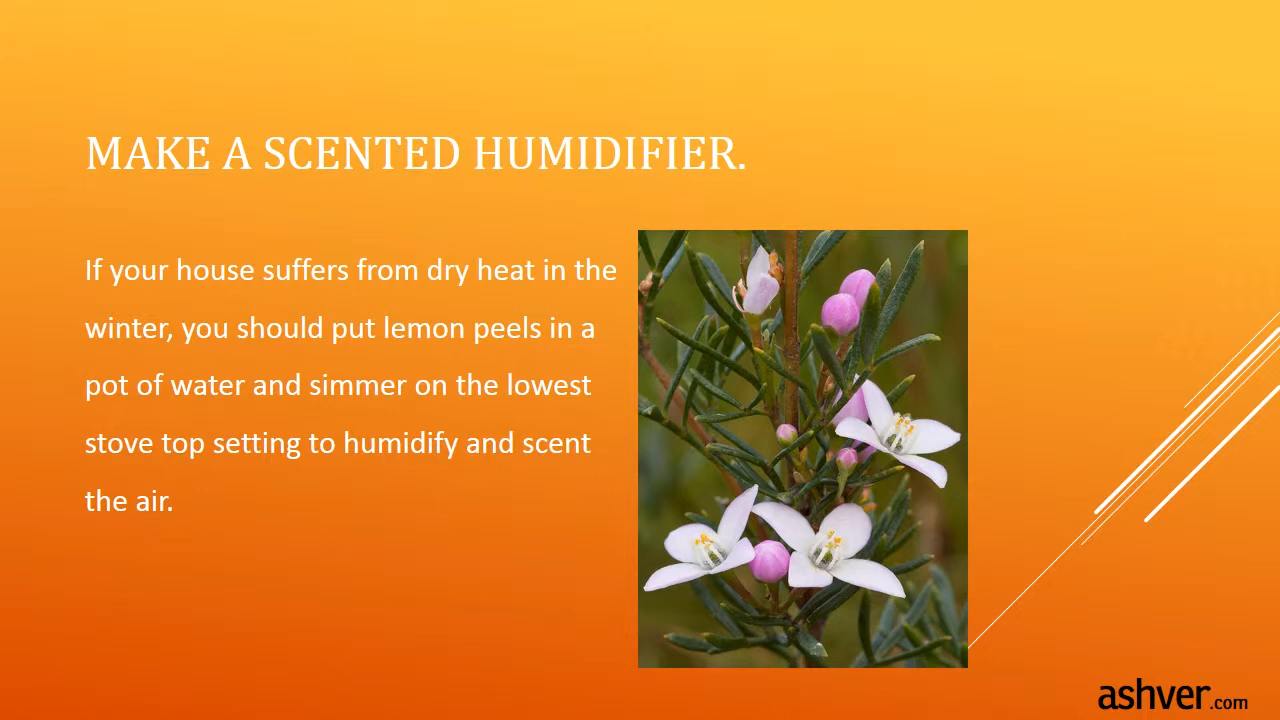 MAKE A SCENTED HUMIDIFIER.
If your house suffers from dry heat in the
winter, you should put lemon peels in a
pot of water and simmer on the lowest
stove top setting to humidify and scent
the air.
ashver.com